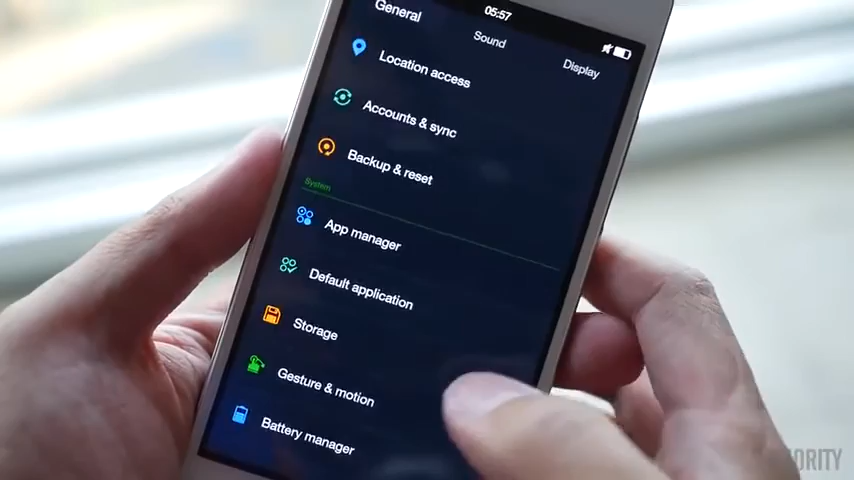 05:57
General
Sound
Display
Location access
Accounts & sync
Backup & reset
System
App manager
Default application
Storage
Gesture & motion
Battery manager